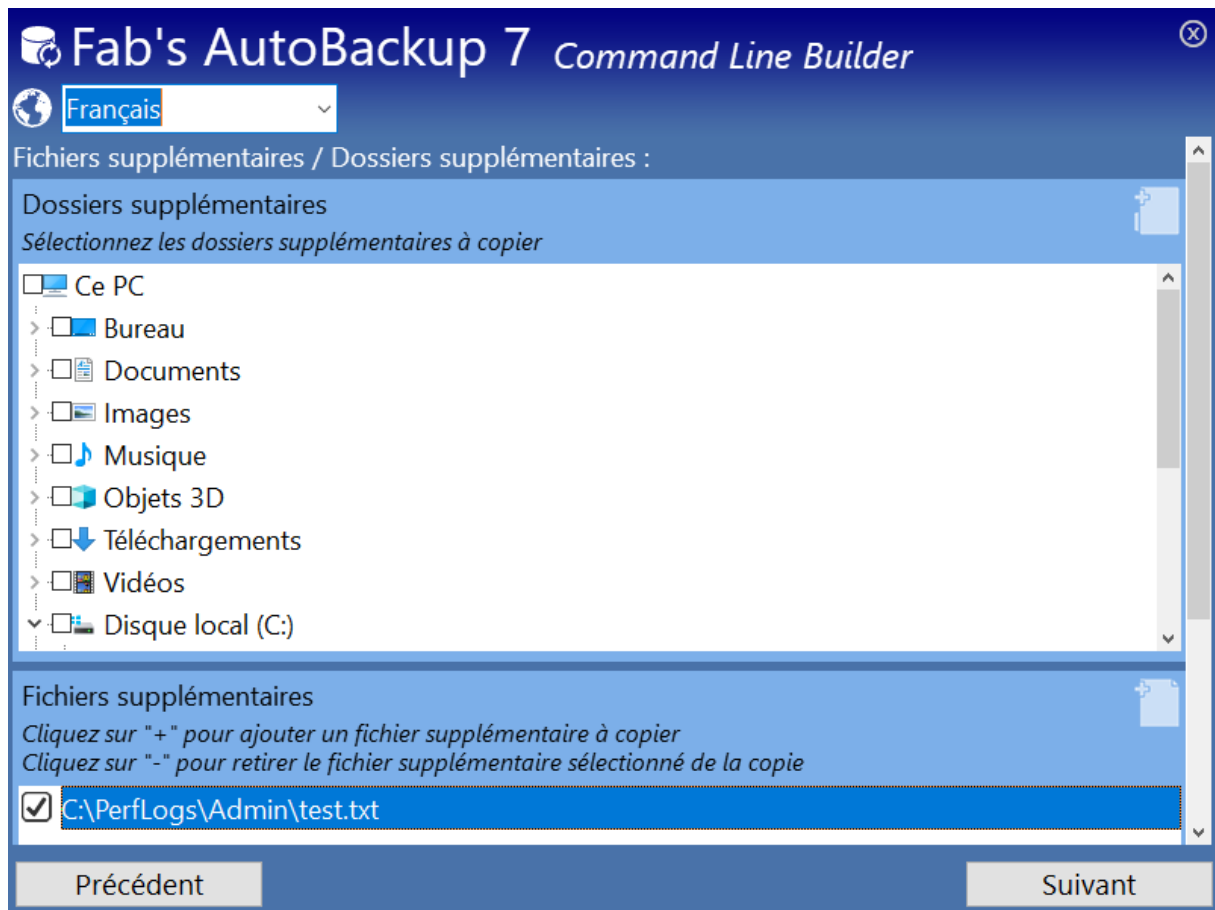 Fab's AutoBackup 7 Command Line Builder
Français
Fichiers supplémentaires / Dossiers supplémentaires :
Dossiers supplémentaires
Sélectionnez les dossiers supplémentaires à copier
Ce PC
Bureau
Documents
Images
Musique
Objets 3D
Téléchargements
Vidéos
Disque local (C:)
Fichiers supplémentaires
Cliquez sur "+" pour ajouter un fichier supplémentaire à copier
Cliquez sur "-" pour retirer le fichier supplémentaire sélectionné de la copie
C:\PerfLogs\Admin\test.txt
Précédent
Suivant